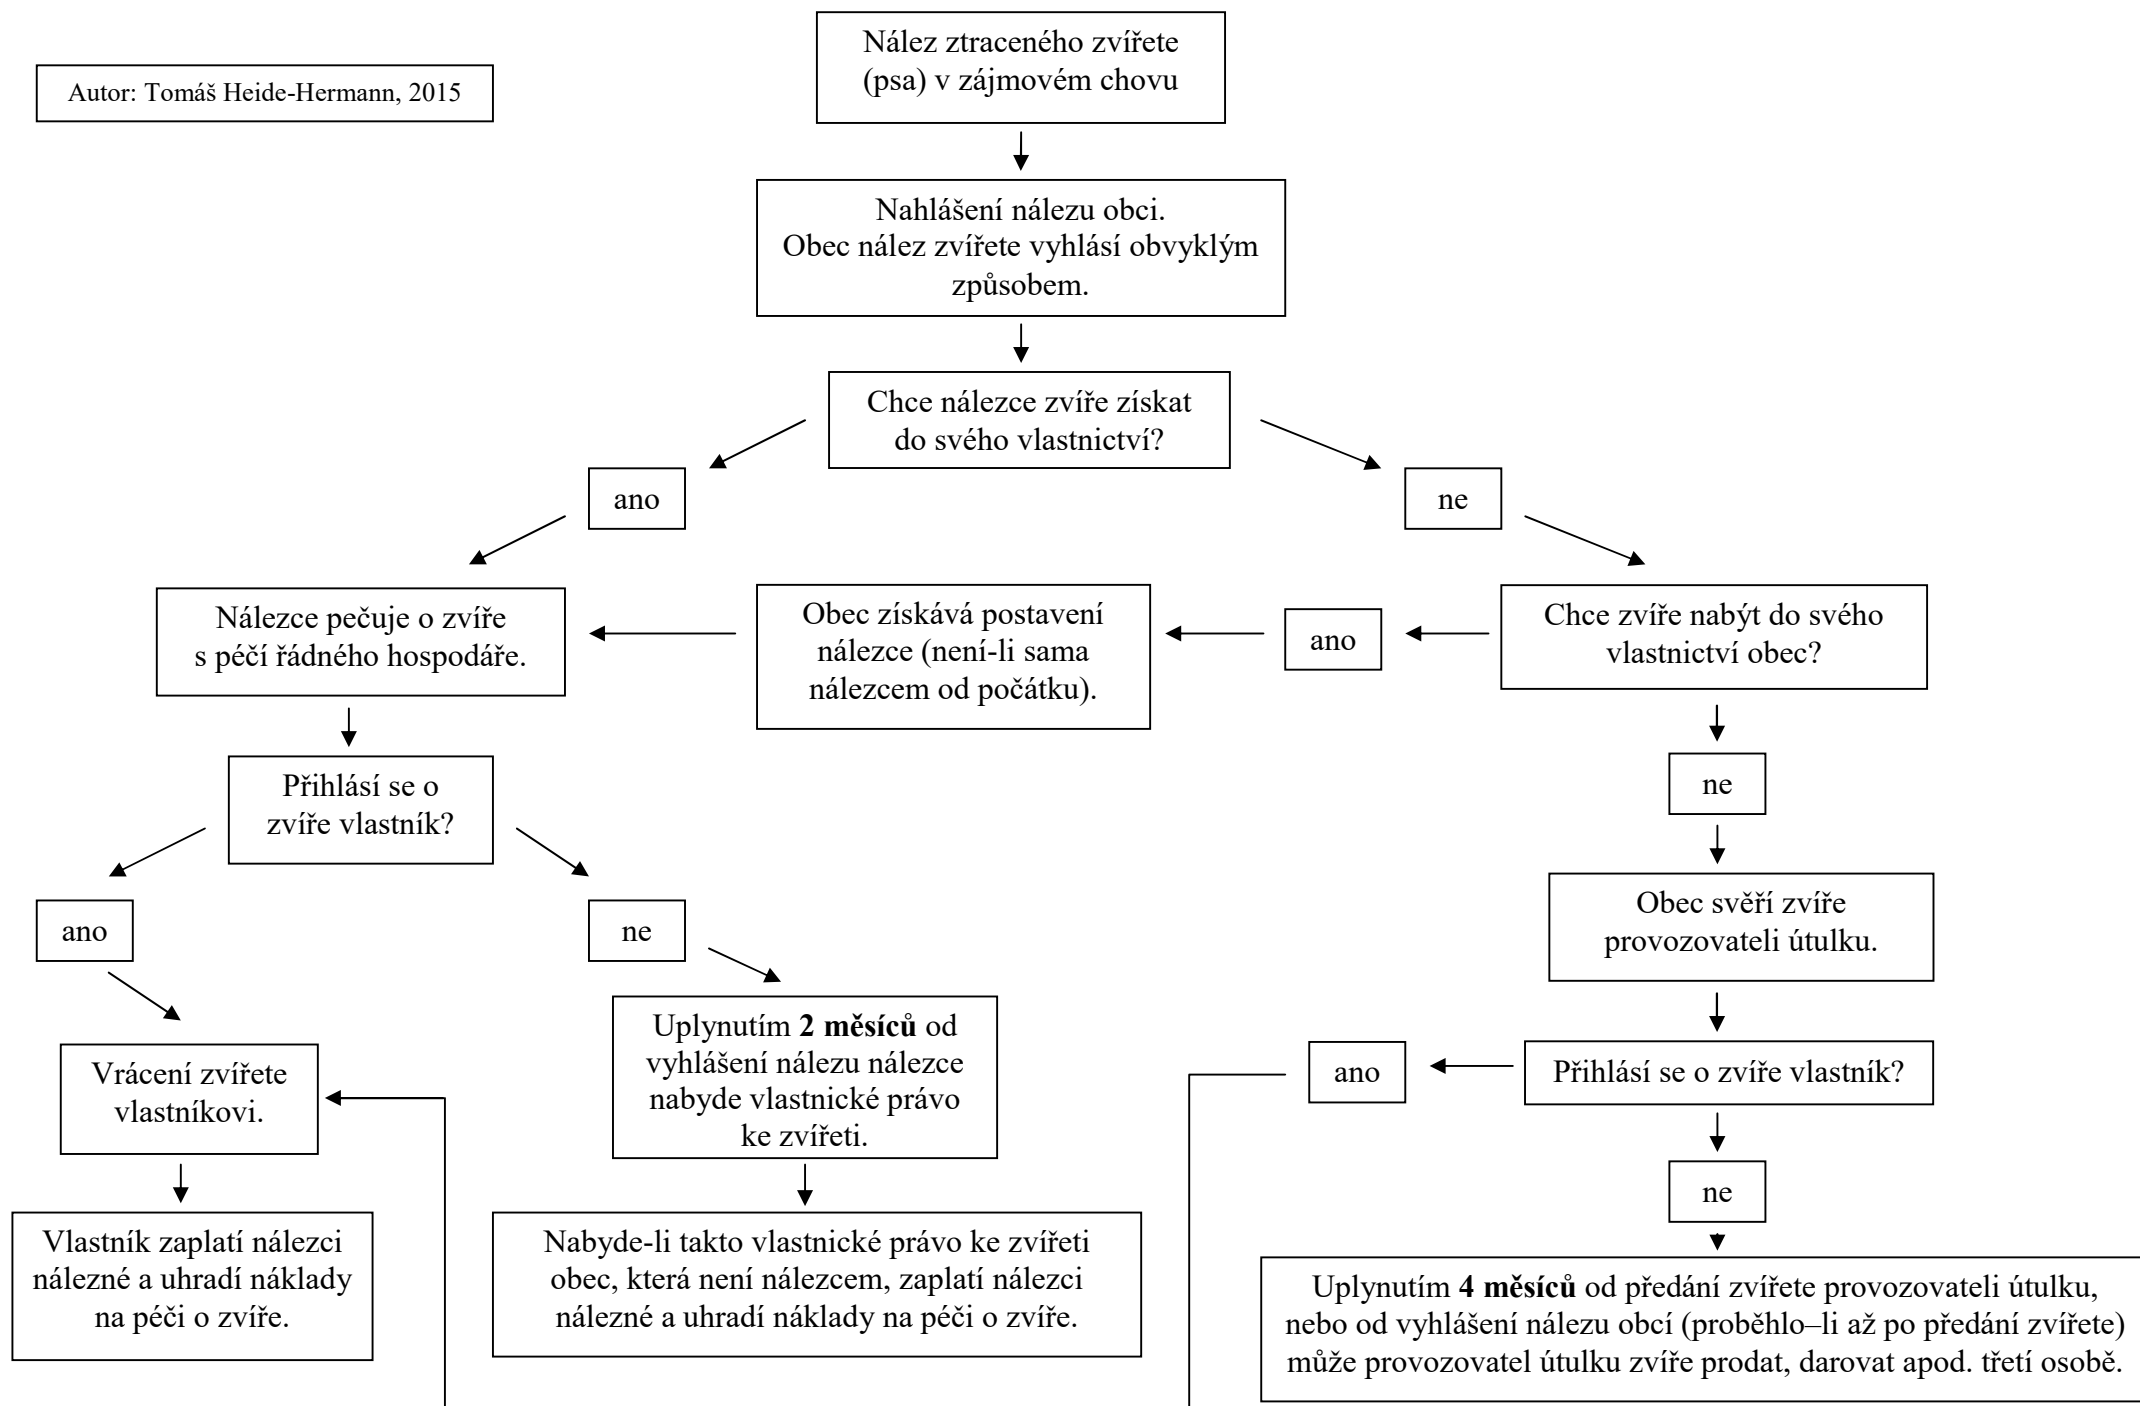 Nález ztraceného zvířete
(psa) v zájmovém chovu
Autor: Tomáš Heide-Hermann, 2015
Nahlášení nálezu obci.
Obec nález zvířete vyhlásí obvyklým
způsobem.
Chce nálezce zvíře získat
do svého vlastnictví?
ano
ne
Nálezce pečuje o zvíře
s péčí řádného hospodáře.
Obec získává postavení
nálezce (není-li sama
nálezcem od počátku).
ano
Chce zvíře nabýt do svého
vlastnictví obec?
Přihlásí se o
zvíře vlastník?
ne
ano
ne
Obec svěří zvíře
provozovateli útulku.
Vrácení zvířete
vlastníkovi.
Uplynutím 2 měsíců od
vyhlášení nálezu nálezce
nabyde vlastnické právo
ke zvířeti.
ano
Přihlásí se o zvíře vlastník?
ne
Vlastník zaplatí nálezci
nálezné a uhradí náklady
na péči o zvíře.
Nabyde-li takto vlastnické právo ke zvířeti
obec, která není nálezcem, zaplatí nálezci
nálezné a uhradí náklady na péči o zvíře.
Uplynutím 4 měsíců od předání zvířete provozovateli útulku,
nebo od vyhlášení nálezu obcí (proběhlo–li až po předání zvířete)
může provozovatel útulku zvíře prodat, darovat apod. třetí osobě.